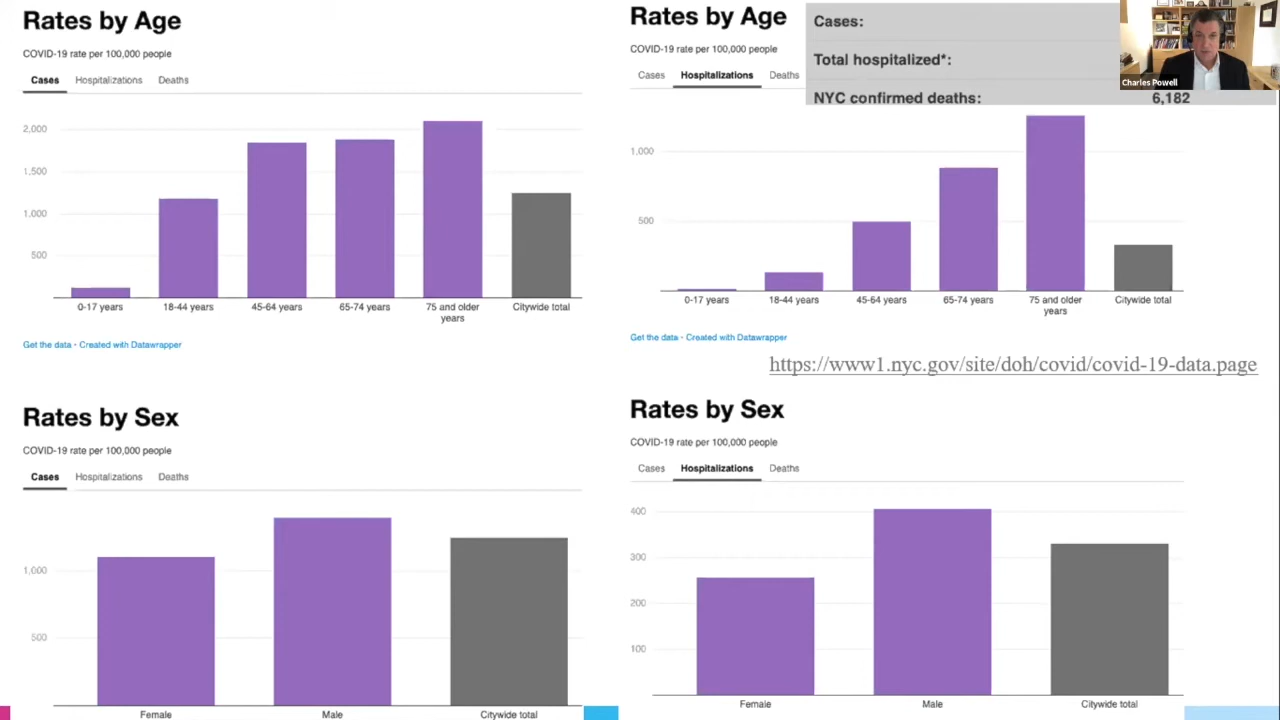 Rates by Age
COVID-19 rate per 100,000 people
Cases Hospitalizations Deaths
2,000
1,500
1,000
500
0-17 years 18-44 years 45-64 years 65-74 years 75 and older years Citywide total
Get the data • Created with Datawrapper
Rates by Age
COVID-19 rate per 100,000 people
Cases Hospitalizations Deaths
Cases:
Total hospitalized*:
NYC confirmed deaths: 6,182
Charles Powell
1,000
500
0-17 years 18-44 years 45-64 years 65-74 years 75 and older years Citywide total
Get the data • Created with Datawrapper
https://www1.nyc.gov/site/doh/covid/covid-19-data.page
Rates by Sex
COVID-19 rate per 100,000 people
Cases Hospitalizations Deaths
1,000
500
Female Male Citywide total
Rates by Sex
COVID-19 rate per 100,000 people
Cases Hospitalizations Deaths
400
300
200
100
Female Male Citywide total